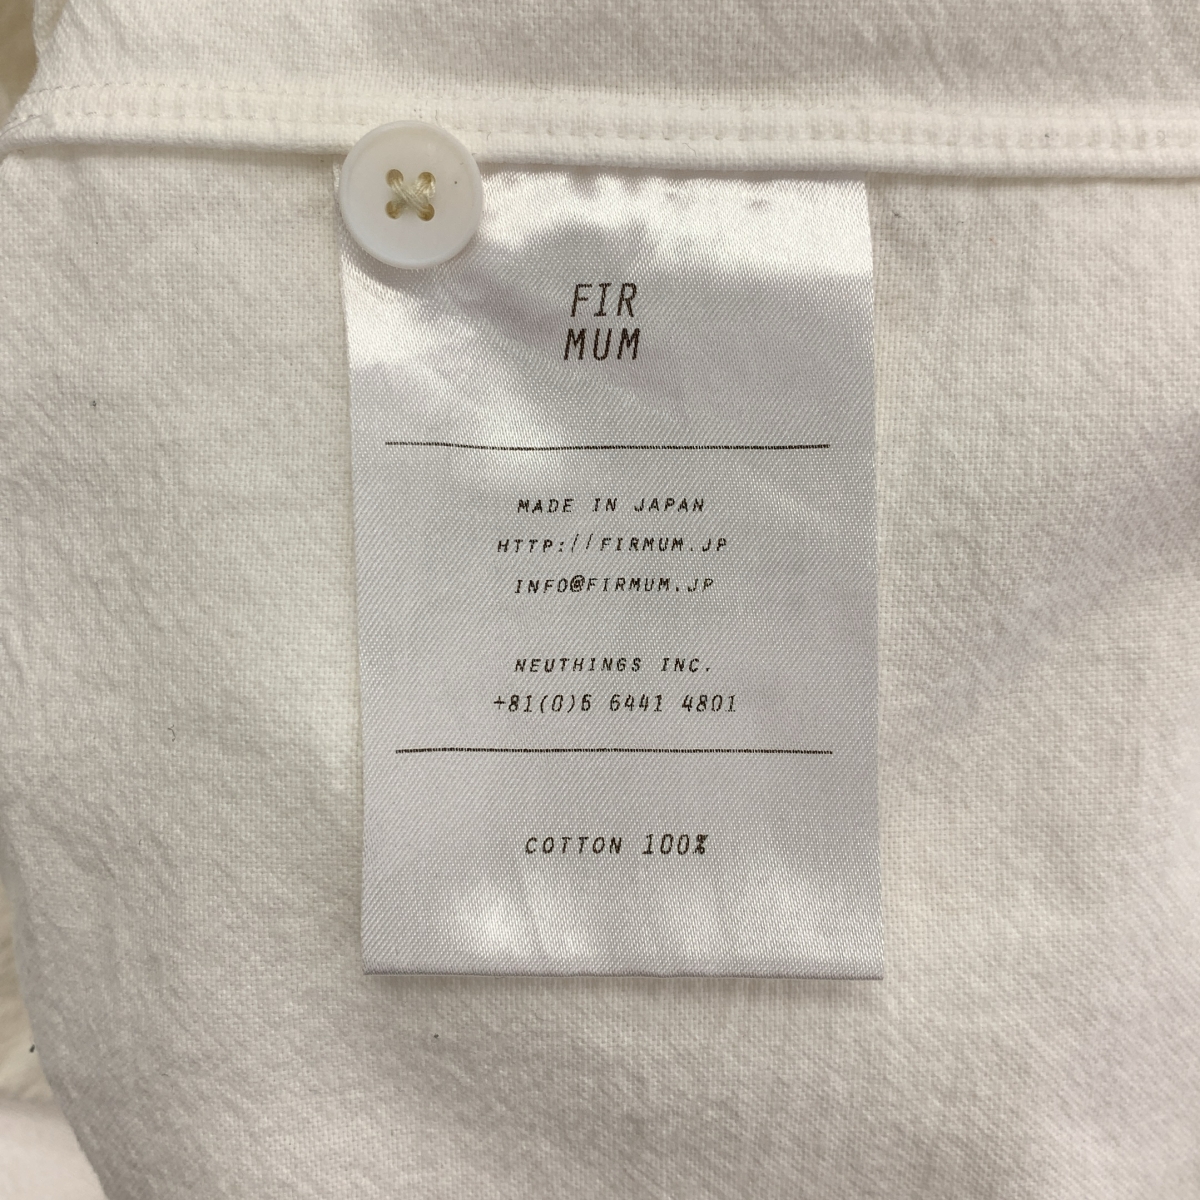 FIR
MUM
MADE IN JAPAN
HTTP://FIRMUM.JP
INFO@FIRMUM.JP
NEUTHINGS INC.
+81(0)6 6441 4801
COTTON 100%